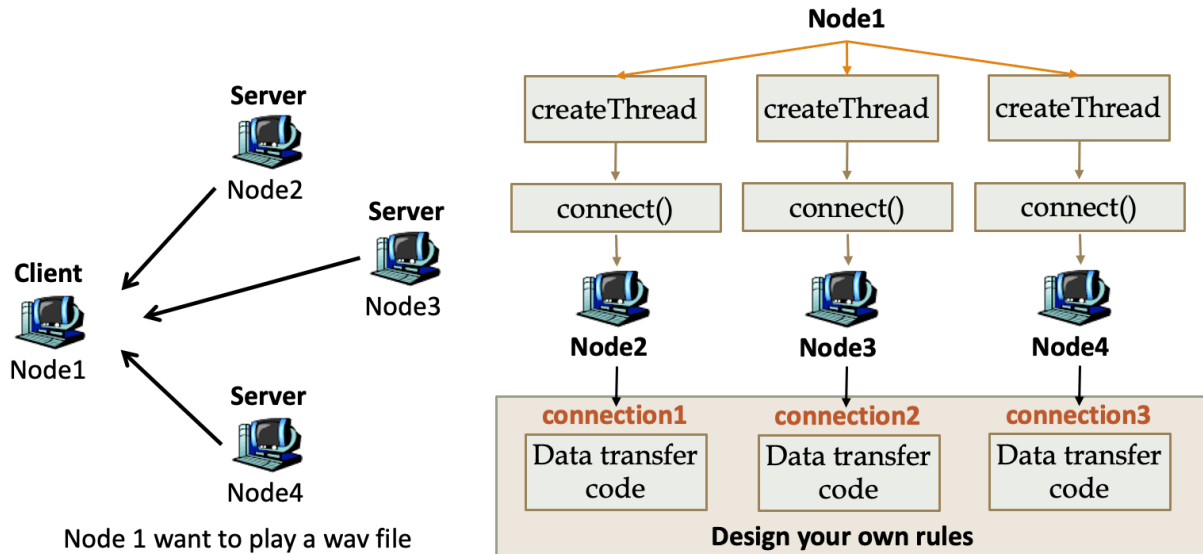 Server
Node2
Server
Node3
Client
Node1
Server
Node4
Node 1 want to play a wav file
Node1
createThread
createThread
createThread
connect()
connect()
connect()
Node2
Node3
Node4
connection1
connection2
connection3
Data transfer
code
Data transfer
code
Data transfer
code
Design your own rules